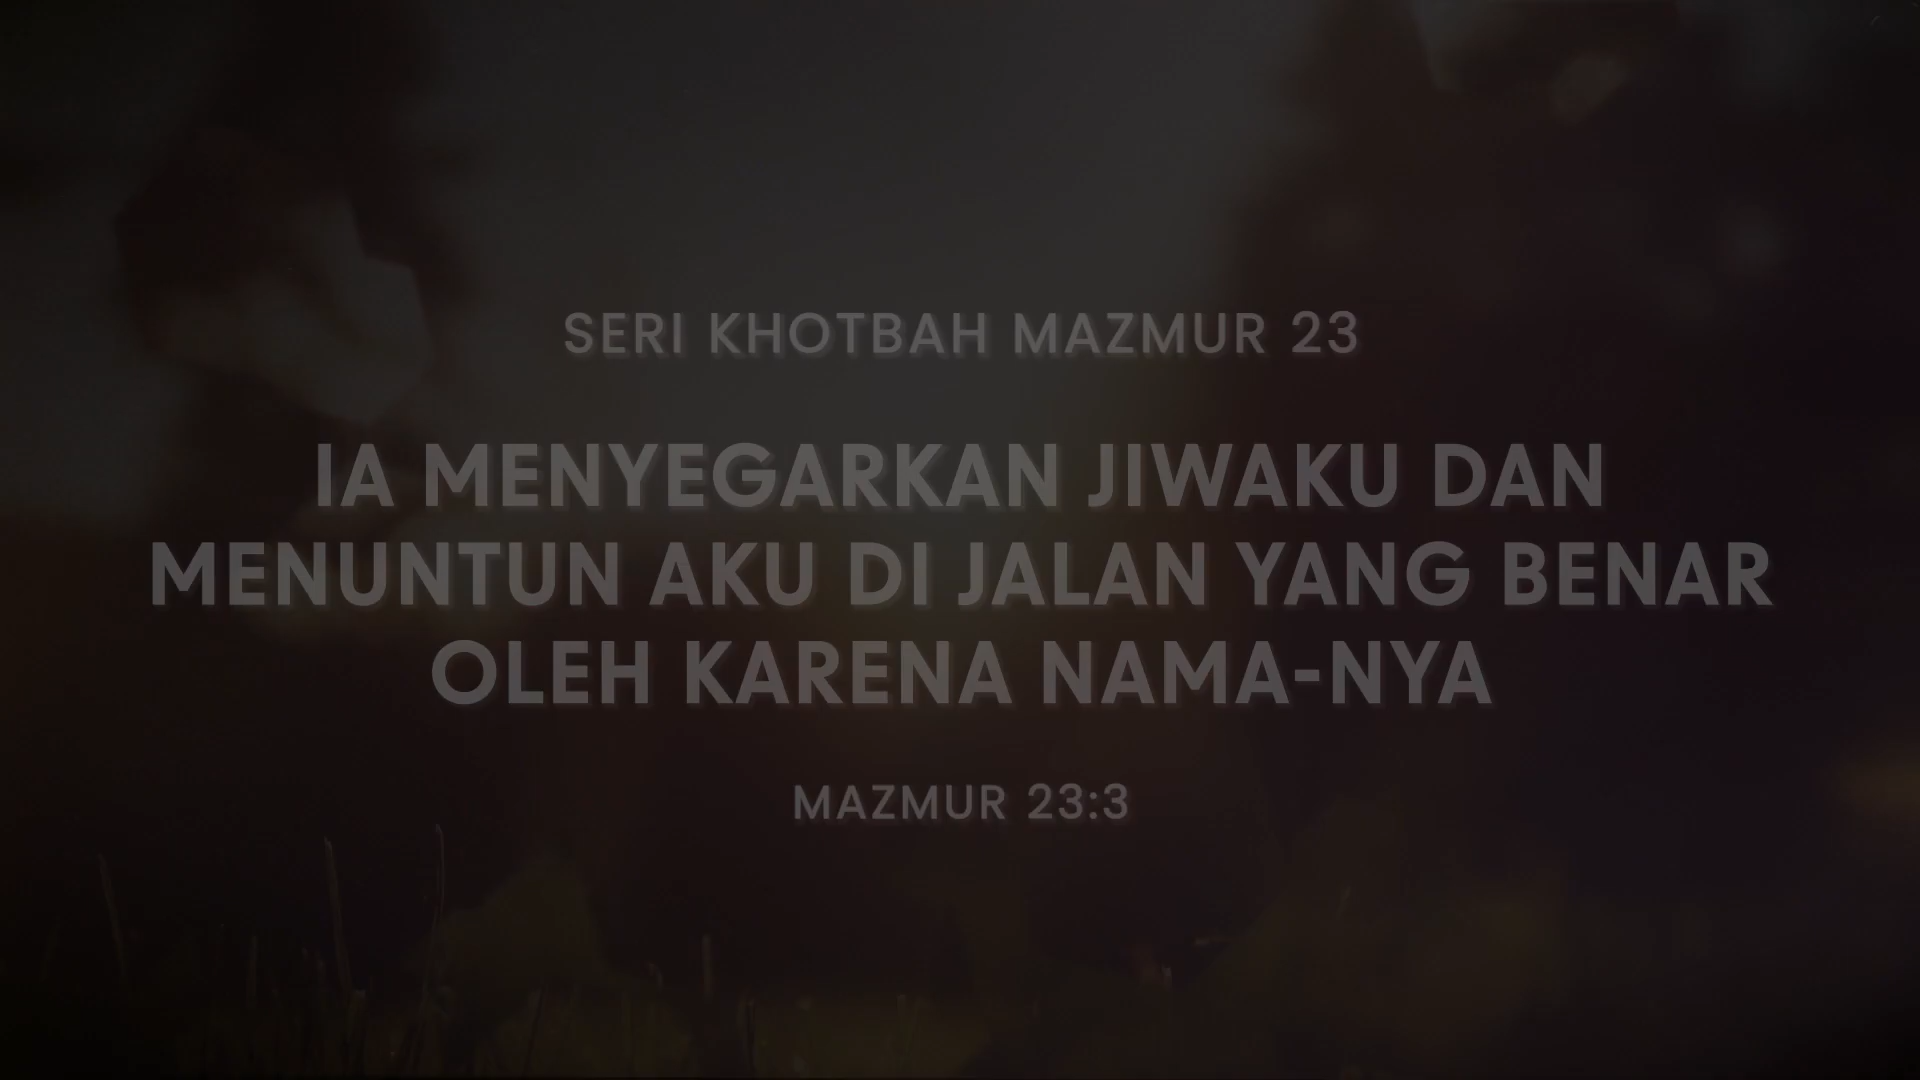 SERI KHOTBAH MAZMUR 23
IA MENYEGARKAN JIWAKU DAN
MENUNTUN AKU DI JALAN YANG BENAR
OLEH KARENA NAMA-NYA
MAZMUR 23:3